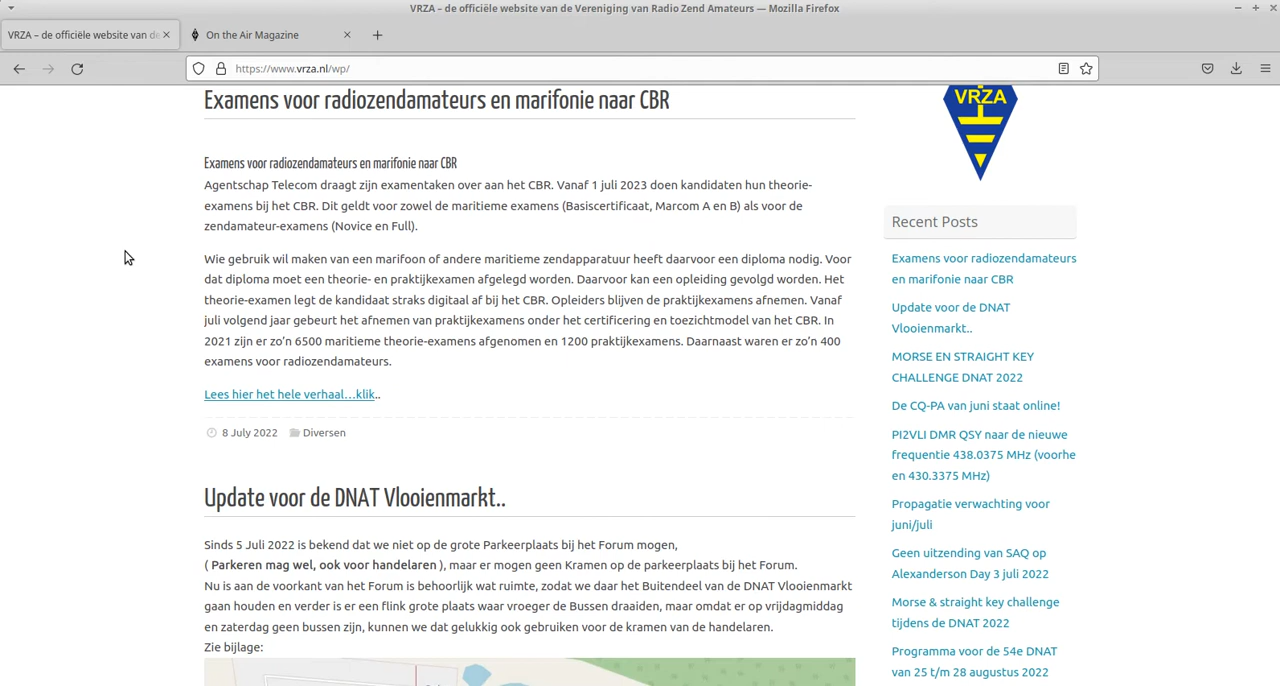 VRZA – de officiële website van de Vereniging van Radio Zend Amateurs — Mozilla Firefox
VRZA – de officiële website van de
On the Air Magazine
https://www.vrza.nl/wp/
Examens voor radiozendamateurs en marifonie naar CBR
Examens voor radiozendamateurs en marifonie naar CBR
Agentschap Telecom draagt zijn examentaken over aan het CBR. Vanaf 1 juli 2023 doen kandidaten hun theorie-
examens bij het CBR. Dit geldt voor zowel de maritieme examens (Basiscertificaat, Marcom A en B) als voor de
zendamateur-examens (Novice en Full).
Wie gebruik wil maken van een marifoon of andere maritieme zendapparatuur heeft daarvoor een diploma nodig. Voor
dat diploma moet een theorie- en praktijkexamen afgelegd worden. Daarvoor kan een opleiding gevolgd worden. Het
theorie-examen legt de kandidaat straks digitaal af bij het CBR. Opleiders blijven de praktijkexamens afnemen. Vanaf
juli volgend jaar gebeurt het afnemen van praktijkexamens onder het certificering en toezichtmodel van het CBR. In
2021 zijn er zo’n 6500 maritieme theorie-examens afgenomen en 1200 praktijkexamens. Daarnaast waren er zo’n 400
examens voor radiozendamateurs.
Lees hier het hele verhaal…klik..
8 July 2022 Diversen
Update voor de DNAT Vlooienmarkt..
Sinds 5 Juli 2022 is bekend dat we niet op de grote Parkeerplaats bij het Forum mogen,
( Parkeren mag wel, ook voor handelaren ), maar er mogen geen Kramen op de parkeerplaats bij het Forum.
Nu is aan de voorkant van het Forum is behoorlijk wat ruimte, zodat we daar het Buitendeel van de DNAT Vlooienmarkt
gaan houden en verder is er een flink grote plaats waar vroeger de Bussen draaiden, maar omdat er op vrijdagmiddag
en zaterdag geen bussen zijn, kunnen we dat gelukkig ook gebruiken voor de kramen van de handelaren.
Zie bijlage:
VRZA
Recent Posts
Examens voor radiozendamateurs
en marifonie naar CBR
Update voor de DNAT
Vlooienmarkt..
MORSE EN STRAIGHT KEY
CHALLENGE DNAT 2022
De CQ-PA van juni staat online!
PI2VLI DMR QSY naar de nieuwe
frequentie 438.0375 MHz (voorhe
en 430.3375 MHz)
Propagatie verwachting voor
juni/juli
Geen uitzending van SAQ op
Alexanderson Day 3 juli 2022
Morse & straight key challenge
tijdens de DNAT 2022
Programma voor de 54e DNAT
van 25 t/m 28 augustus 2022